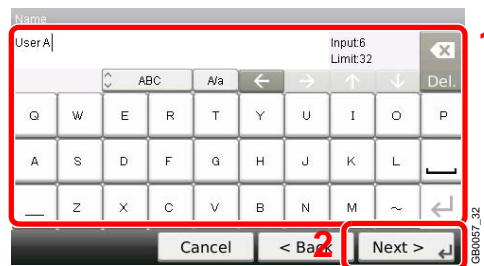 Name
User A
Input:6
Limit:32
Del.
ABC
A/a
Q W E R T Y U I O P
A S D F G H J K L
_ Z X C V B N M ~
Cancel
< Back
Next >
1
2
GB0057_32